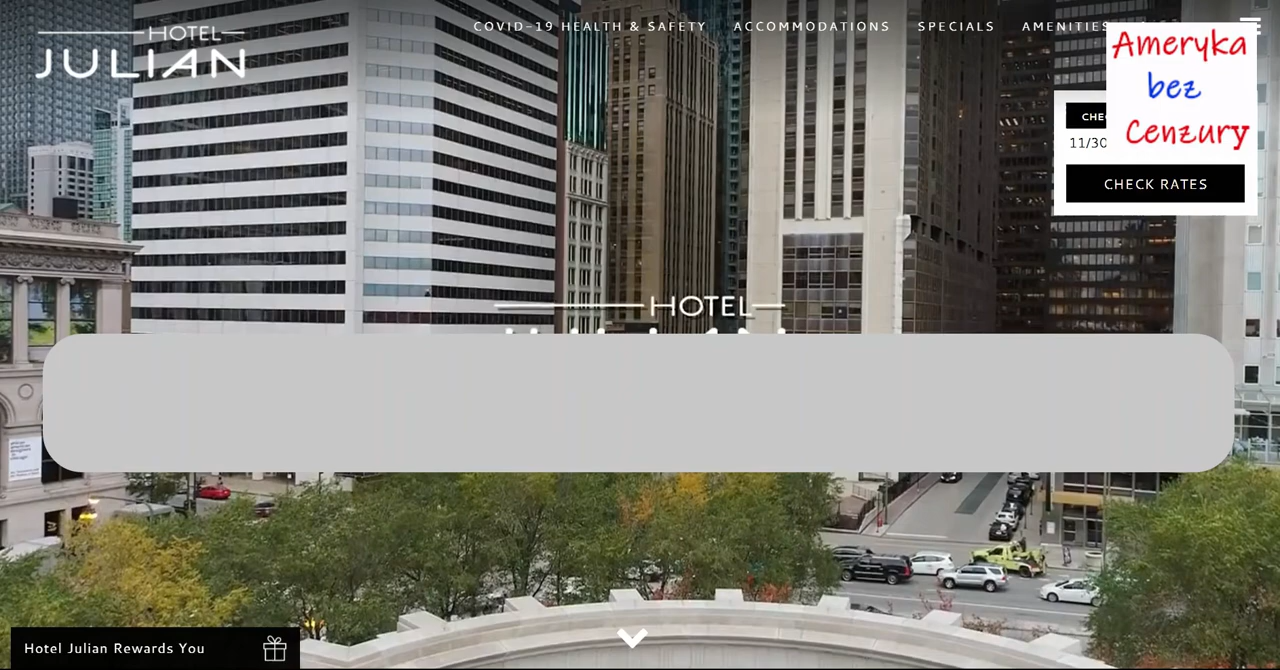 HOTEL
JULIAN
COVID-19 HEALTH & SAFETY ACCOMMODATIONS SPECIALS AMENITIES
Ameryka
bez
Cenzury
11/30
CHECK RATES
HOTEL
Hotel Julian Rewards You